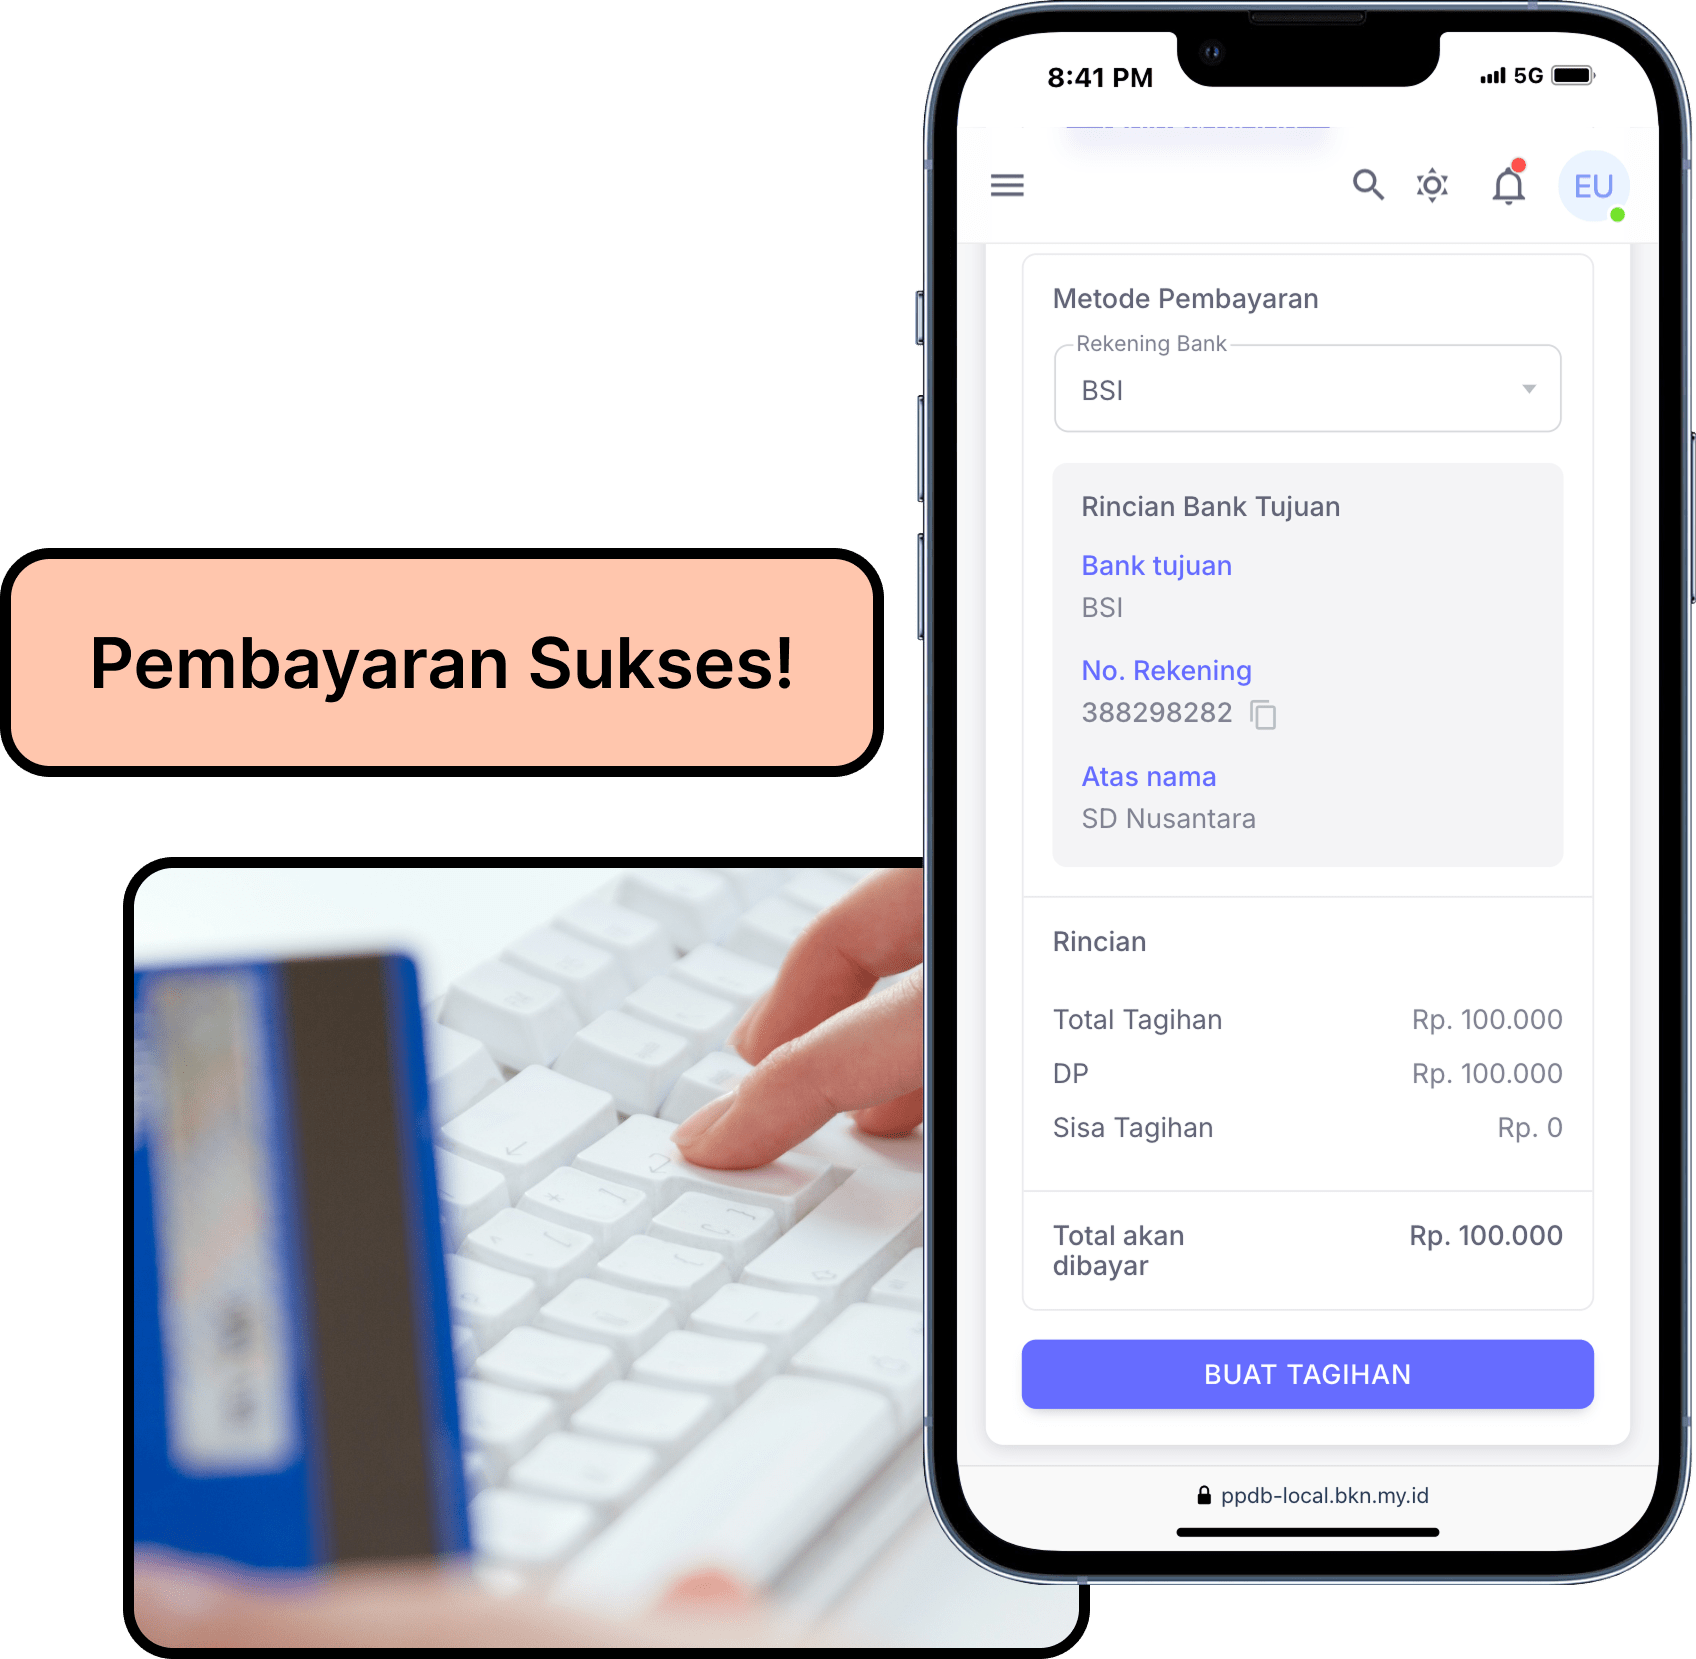 8:41 PM
5G
EU
Metode Pembayaran
Rekening Bank
BSI
Rincian Bank Tujuan
Bank tujuan
BSI
No. Rekening
388298282
Atas nama
SD Nusantara
Rincian
Total Tagihan Rp. 100.000
DP Rp. 100.000
Sisa Tagihan Rp. 0
Total akan Rp. 100.000
dibayar
BUAT TAGIHAN
ppdb-local.bkn.my.id
Pembayaran Sukses!